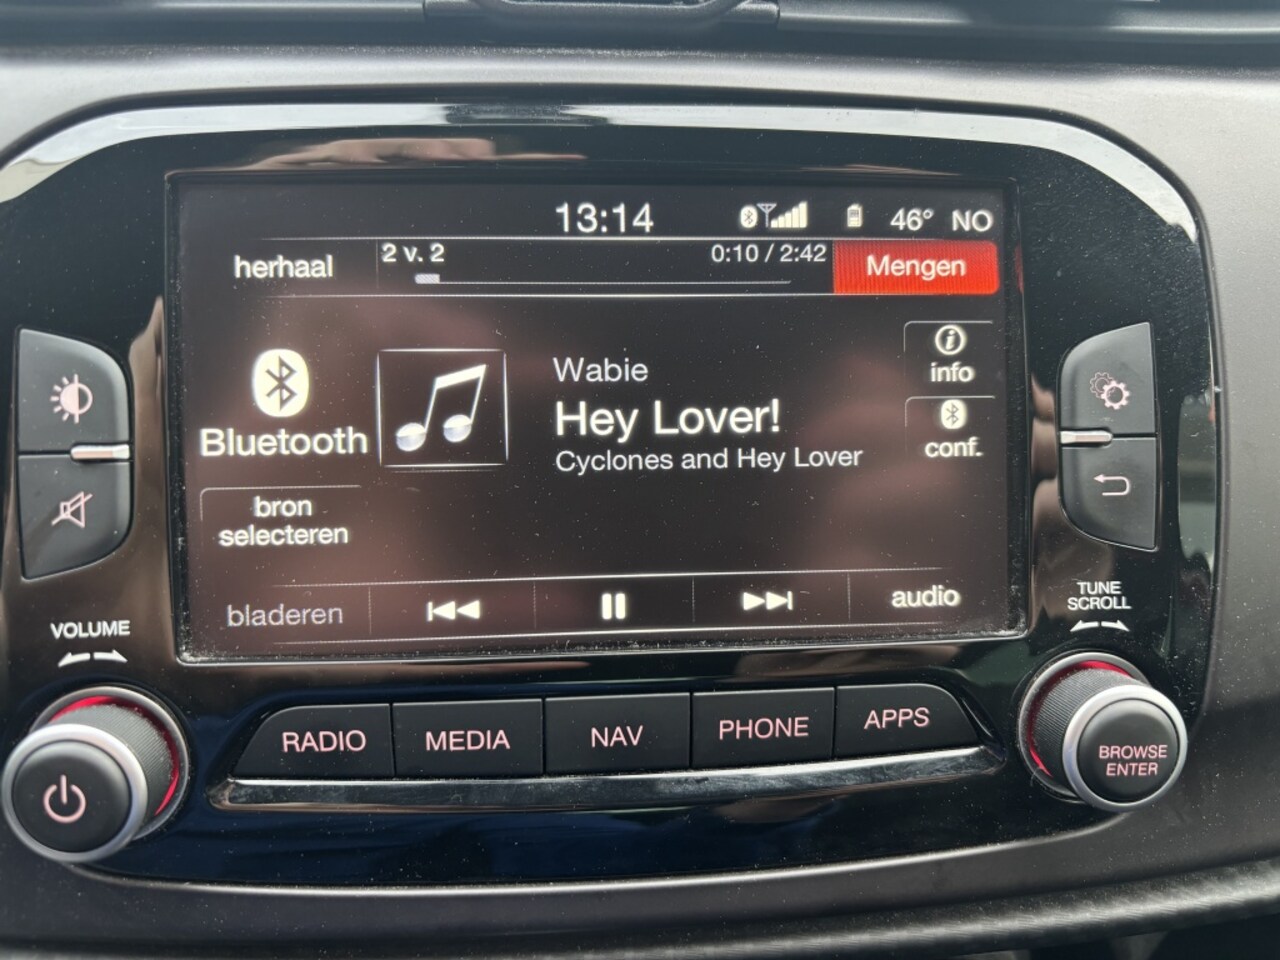 13:14
46° NO
herhaal
2 v. 2
0:10 / 2:42
Mengen
Bluetooth
Wabie
Hey Lover!
Cyclones and Hey Lover
info
conf.
bron
selecteren
bladeren
audio
VOLUME
TUNE
SCROLL
RADIO
MEDIA
NAV
PHONE
APPS
BROWSE
ENTER